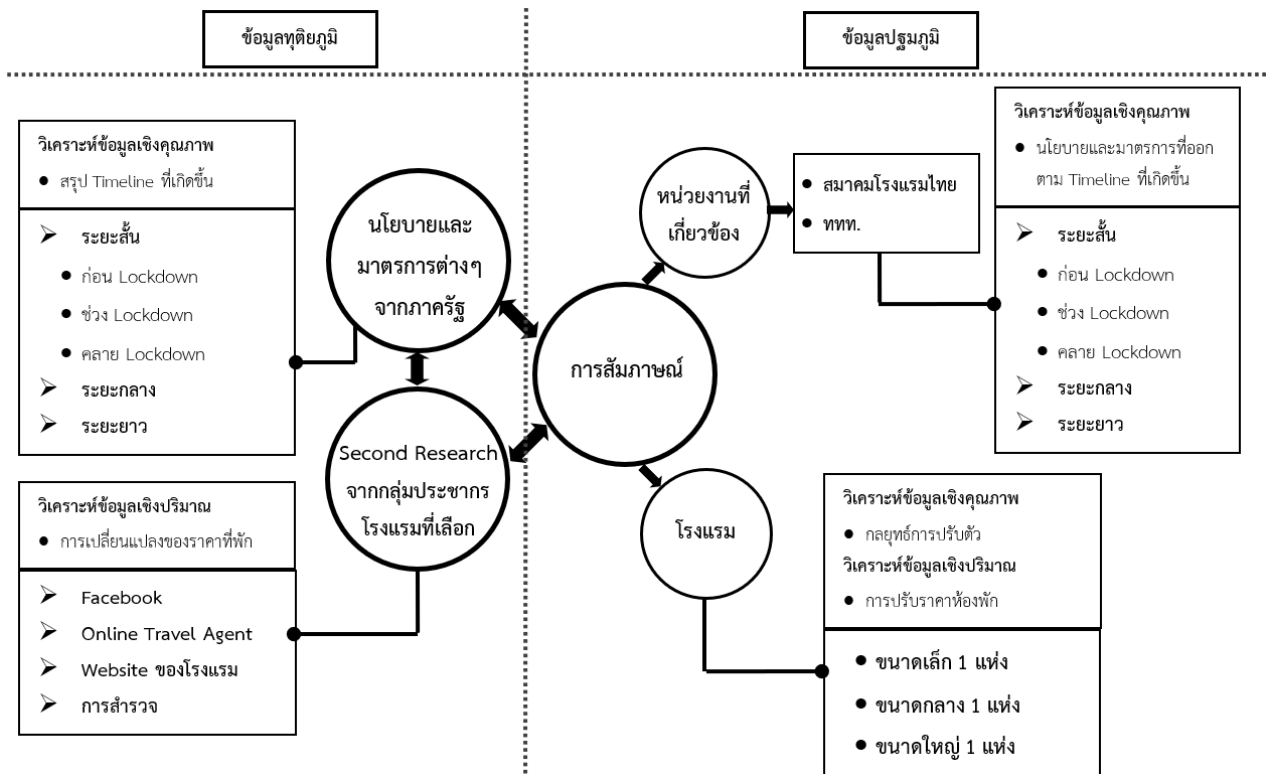 ข้อมูลทุติยภูมิ
ข้อมูลปฐมภูมิ
วิเคราะห์ข้อมูลเชิงคุณภาพ
● สรุป Timeline ที่เกิดขึ้น
➢ ระยะสั้น
● ก่อน Lockdown
● ช่วง Lockdown
● คลาย Lockdown
➢ ระยะกลาง
➢ ระยะยาว
วิเคราะห์ข้อมูลเชิงปริมาณ
● การเปลี่ยนแปลงของราคาที่พัก
➢ Facebook
➢ Online Travel Agent
➢ Website ของโรงแรม
➢ การสำรวจ
นโยบายและ
มาตรการต่างๆ
จากภาครัฐ
Second Research
จากกลุ่มประชากร
โรงแรมที่เลือก
การสัมภาษณ์
หน่วยงานที่
เกี่ยวข้อง
● สมาคมโรงแรมไทย
● ททท.
วิเคราะห์ข้อมูลเชิงคุณภาพ
● นโยบายและมาตรการที่ออก
ตาม Timeline ที่เกิดขึ้น
➢ ระยะสั้น
● ก่อน Lockdown
● ช่วง Lockdown
● คลาย Lockdown
➢ ระยะกลาง
➢ ระยะยาว
โรงแรม
วิเคราะห์ข้อมูลเชิงคุณภาพ
● กลยุทธ์การปรับตัว
วิเคราะห์ข้อมูลเชิงปริมาณ
● การปรับราคาห้องพัก
● ขนาดเล็ก 1 แห่ง
● ขนาดกลาง 1 แห่ง
● ขนาดใหญ่ 1 แห่ง